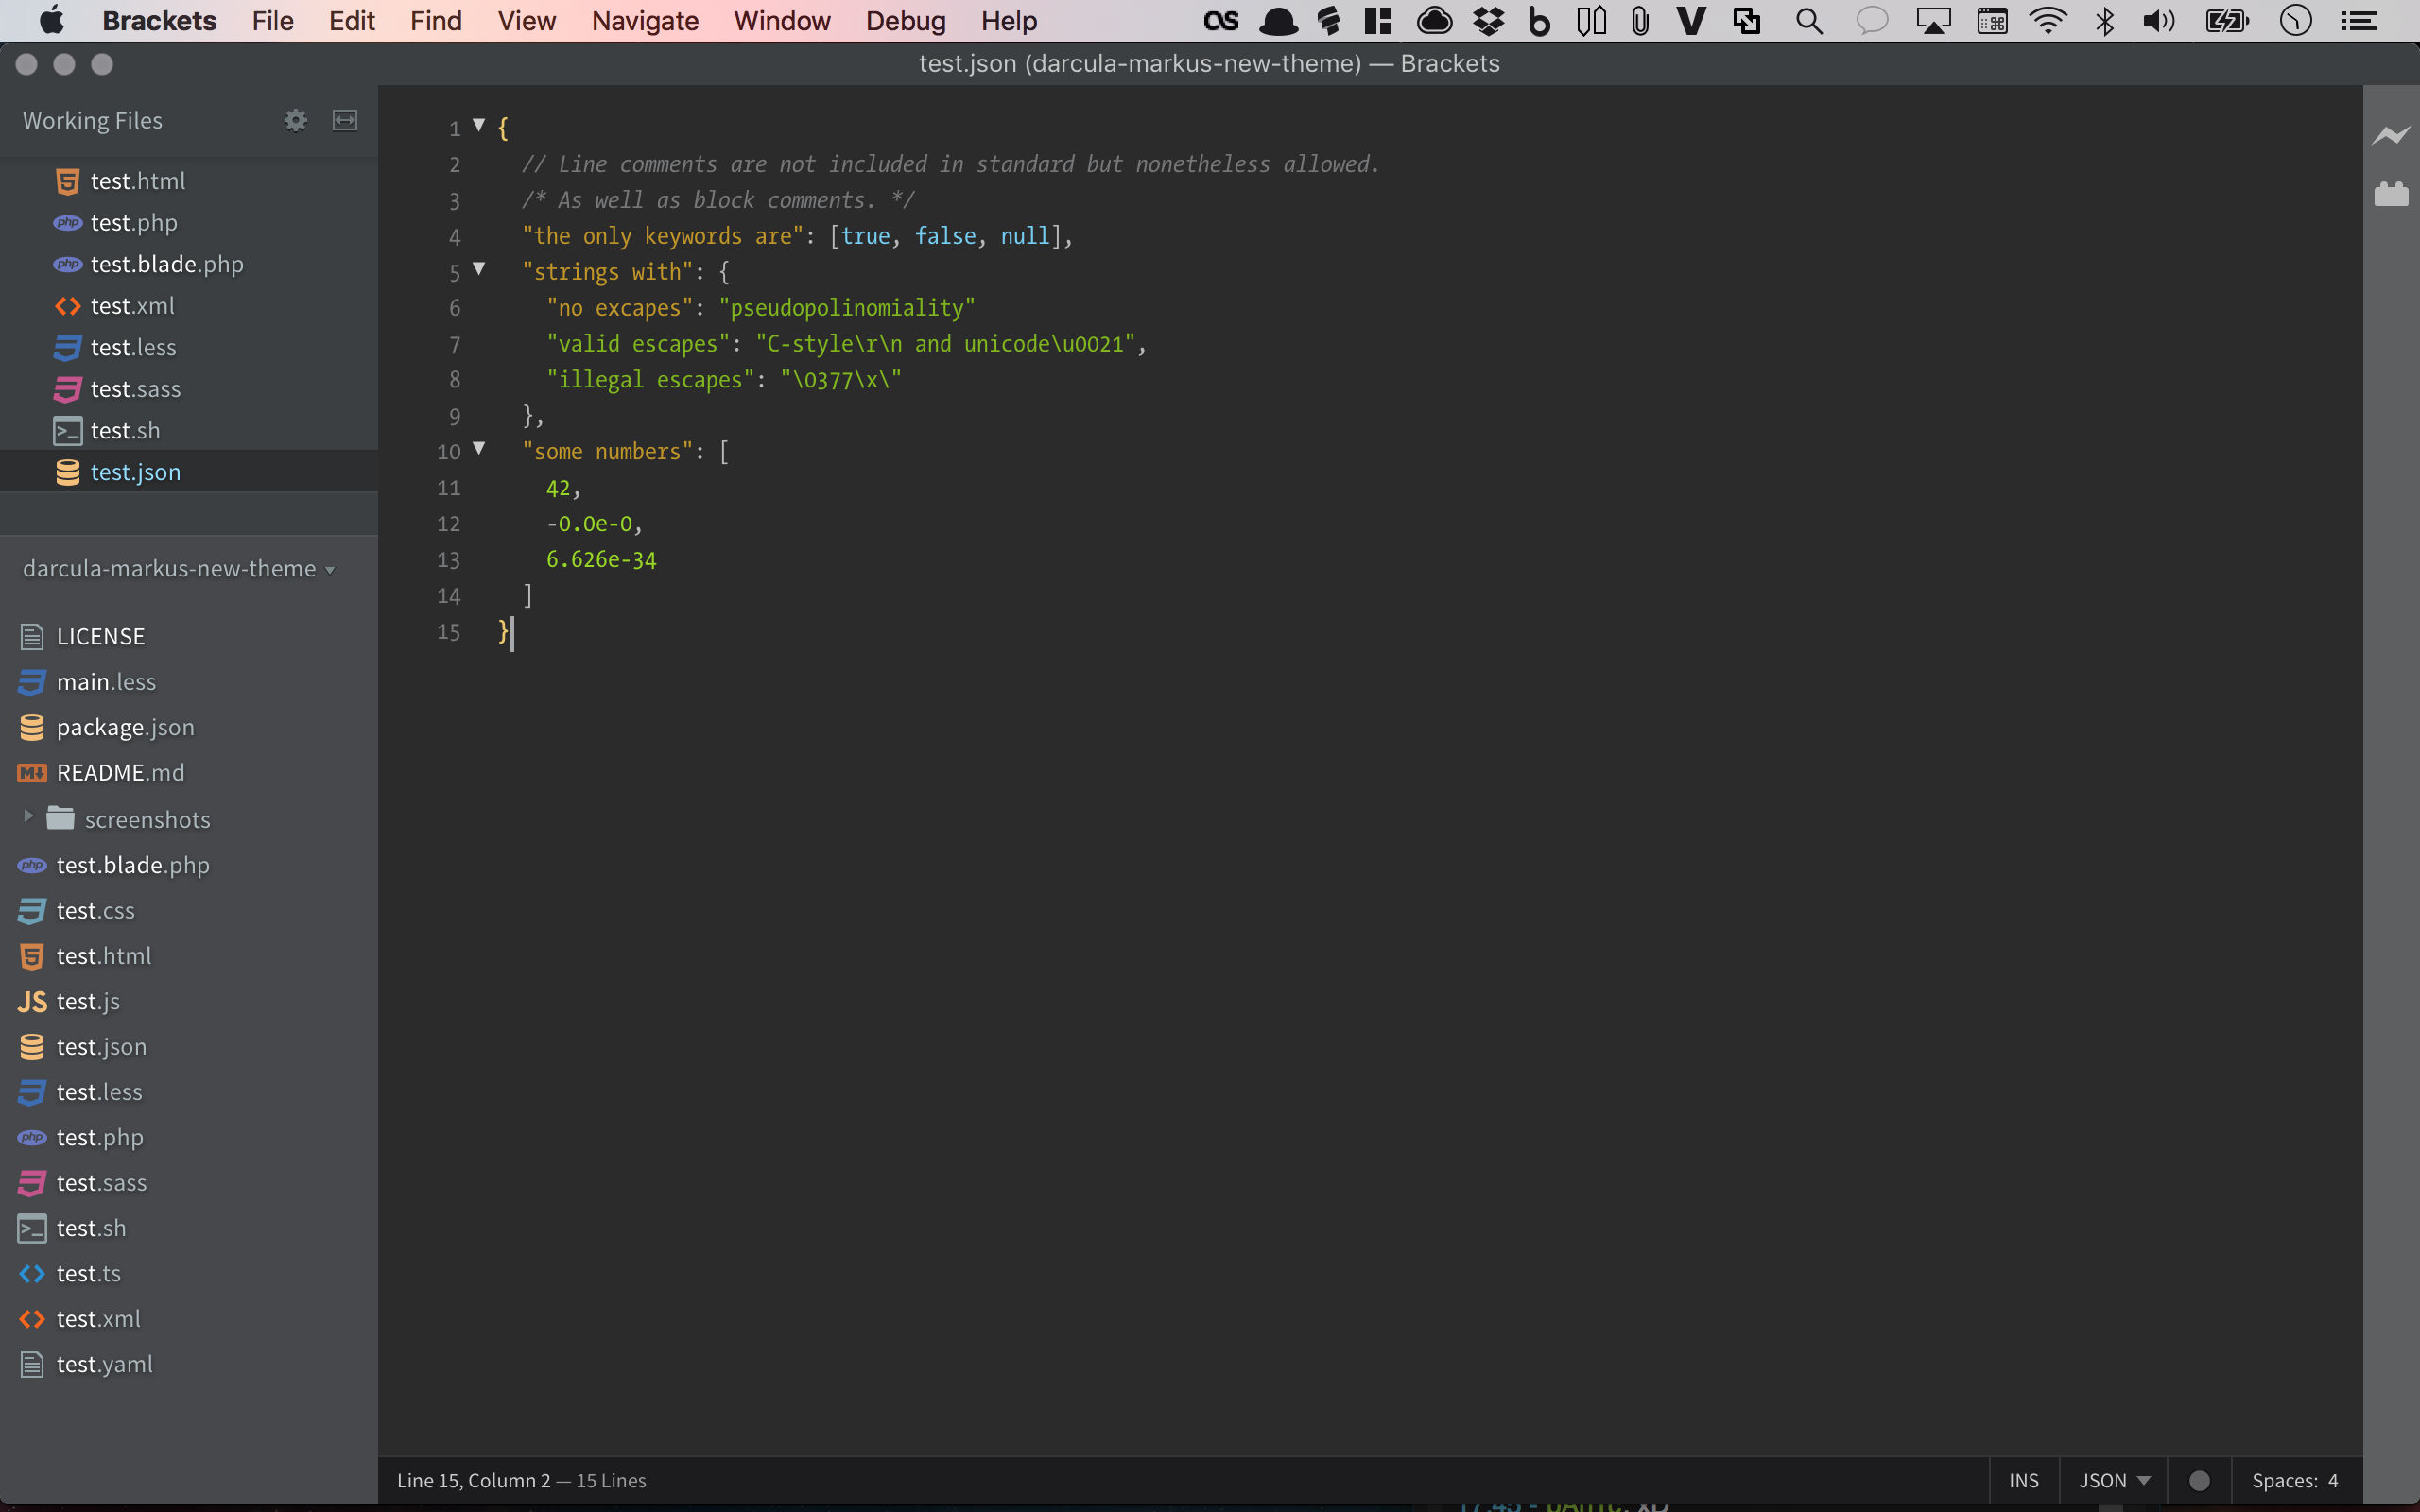 Brackets File Edit Find View Navigate Window Debug Help
test.json (darcula-markus-new-theme) — Brackets
Working Files
test.html
test.php
test.blade.php
test.xml
test.less
test.sass
test.sh
test.json
darcula-markus-new-theme
LICENSE
main.less
package.json
README.md
screenshots
test.blade.php
test.css
test.html
JS test.js
test.json
test.less
test.php
test.sass
test.sh
test.ts
test.xml
test.yaml
1 {
2 // Line comments are not included in standard but nonetheless allowed.
3 /* As well as block comments. */
4 "the only keywords are": [true, false, null],
5 "strings with": {
6 "no excapes": "pseudopolinomiality"
7 "valid escapes": "C-style\r\n and unicode\u0021",
8 "illegal escapes": "\0377\x\"
9 },
10 "some numbers": [
11 42,
12 -0.0e-0,
13 6.626e-34
14 ]
15 }
Line 15, Column 2 — 15 Lines
INS JSON Spaces: 4